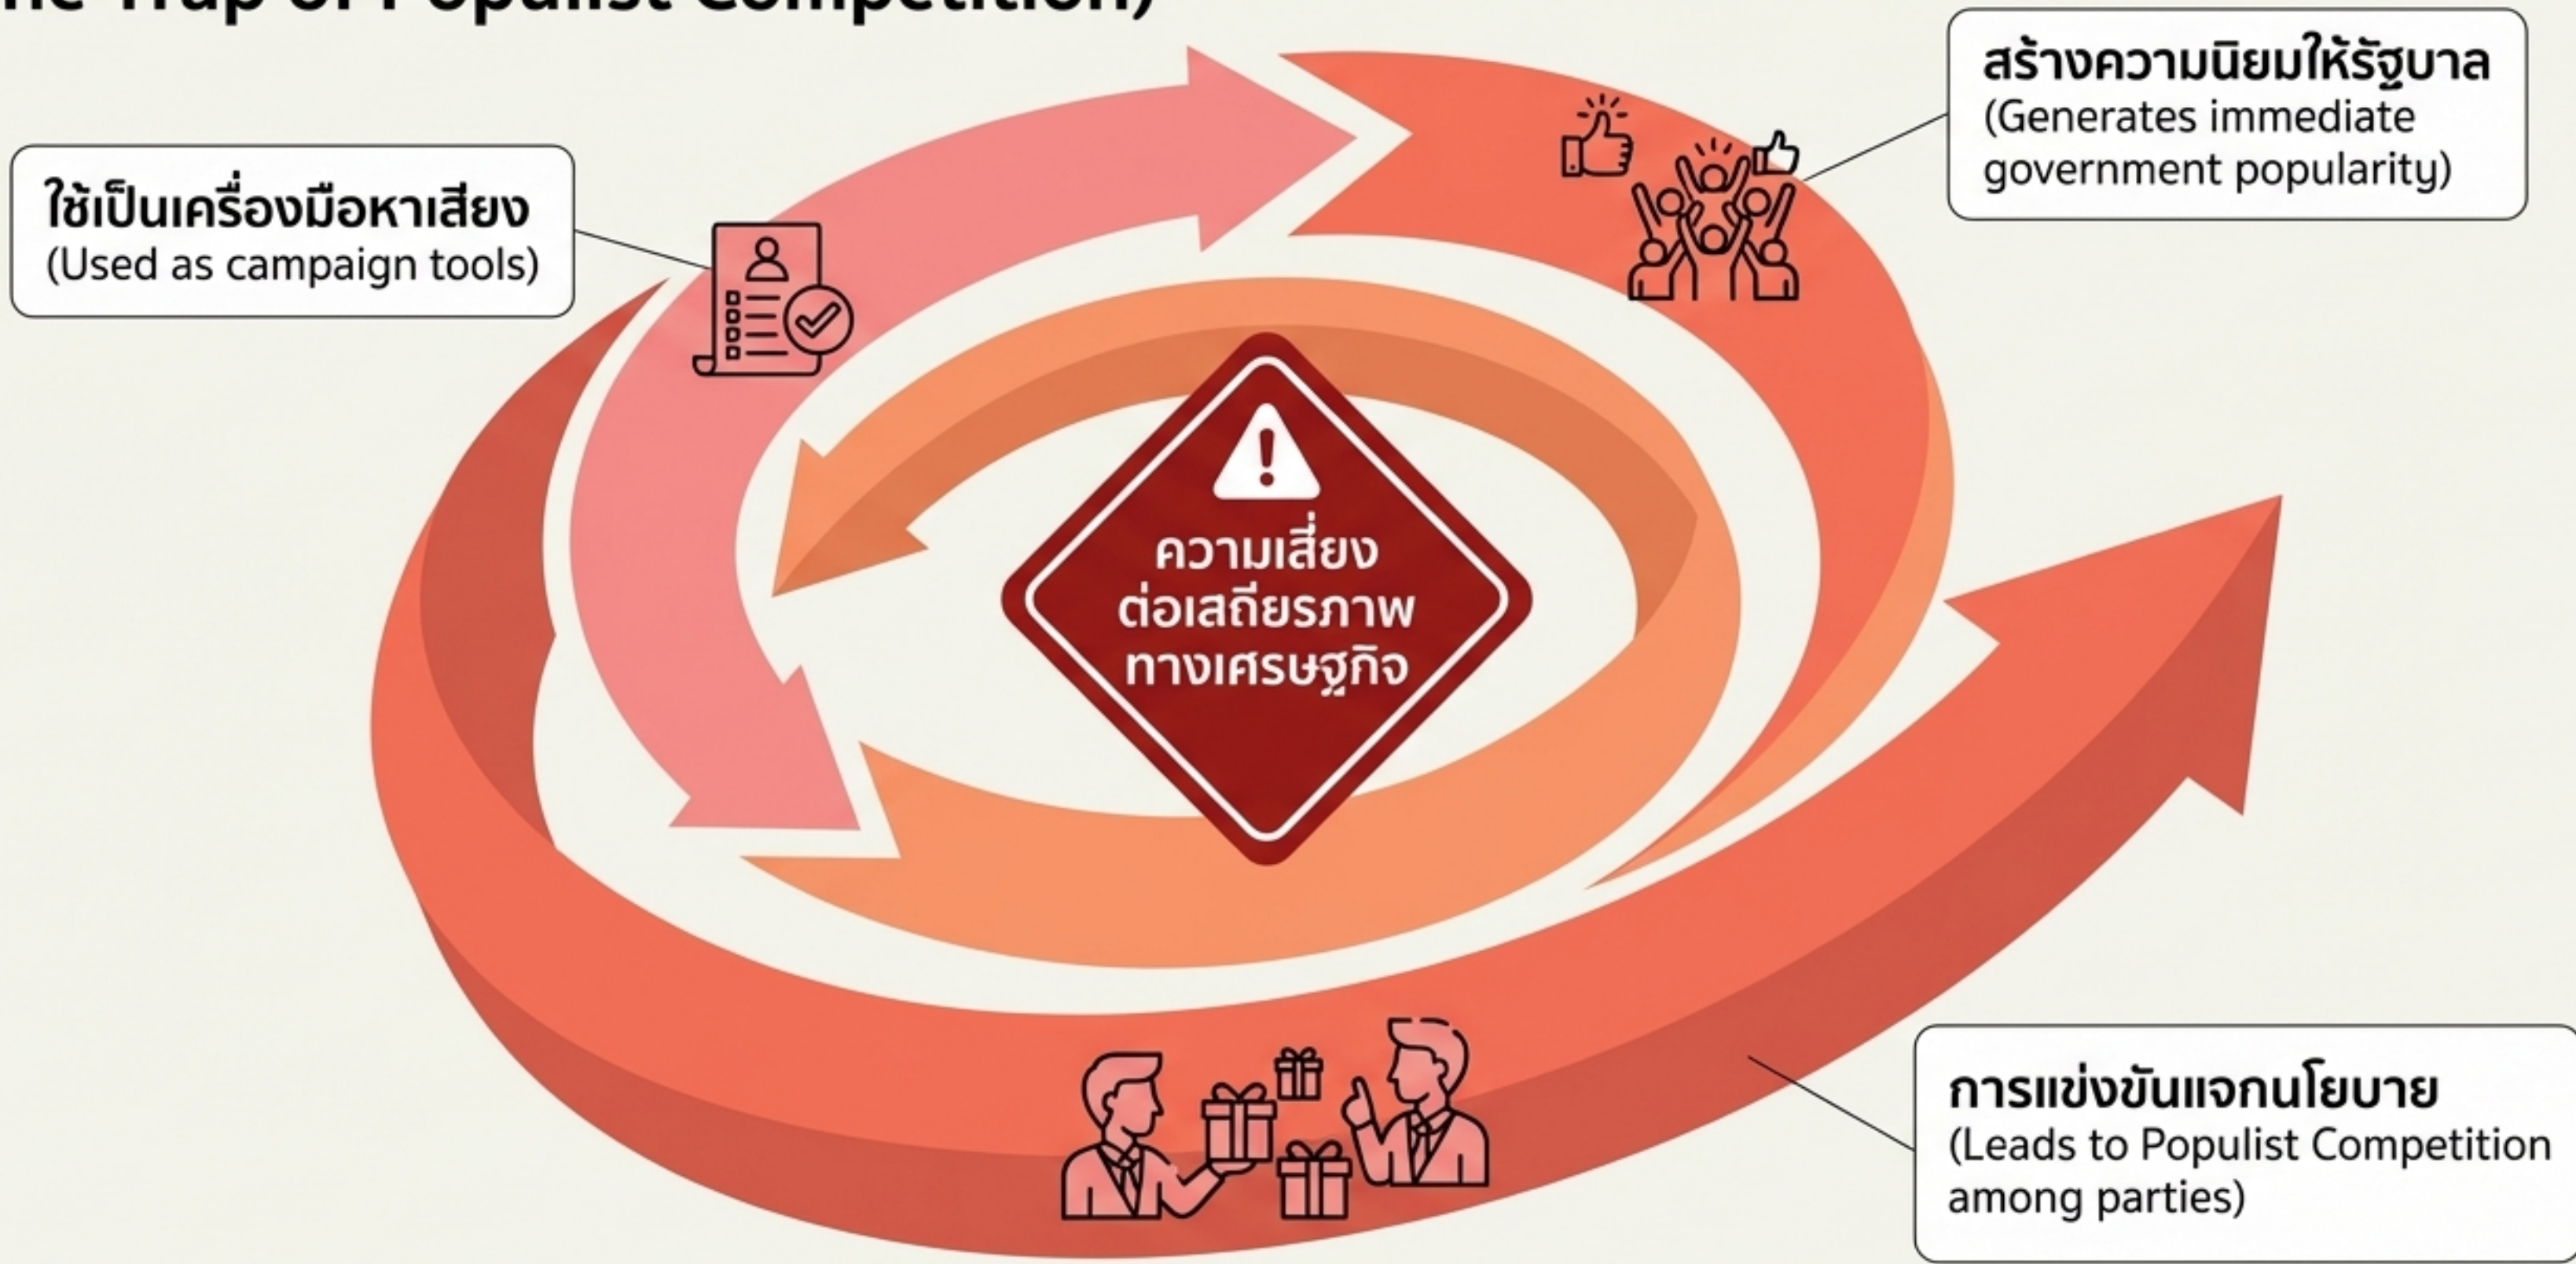 Trap of Populist Competition)
สร้างความนิยมให้รัฐบาล
(Generates immediate
government popularity)
ใช้เป็นเครื่องมือหาเสียง
(Used as campaign tools)
ความเสี่ยง
ต่อเสถียรภาพ
ทางเศรษฐกิจ
การแข่งขันแจกนโยบาย
(Leads to Populist Competition
among parties)